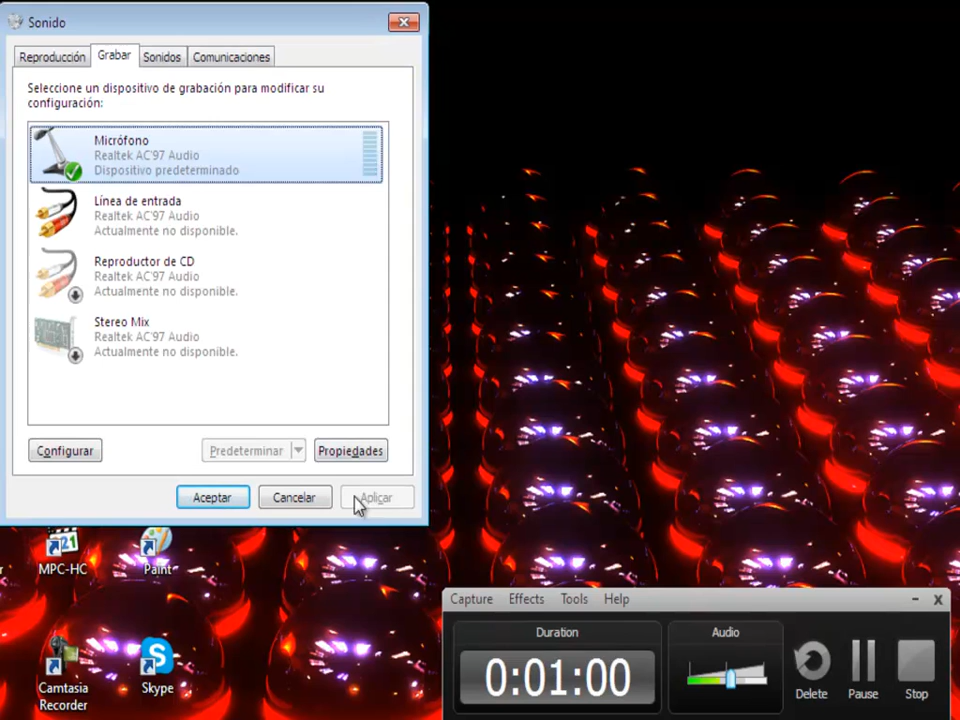 Sonido
Reproducción Grabar Sonidos Comunicaciones
Seleccione un dispositivo de grabación para modificar su
configuración:
Micrófono
Realtek AC'97 Audio
Dispositivo predeterminado
Línea de entrada
Realtek AC'97 Audio
Actualmente no disponible.
Reproductor de CD
Realtek AC'97 Audio
Actualmente no disponible.
Stereo Mix
Realtek AC'97 Audio
Actualmente no disponible.
Configurar Predeterminar Propiedades
Aceptar Cancelar Aplicar
321
MPC-HC Paint
Camtasia
Recorder
Skype
Capture Effects Tools Help
Duration
0:01:00
Audio
Delete Pause Stop